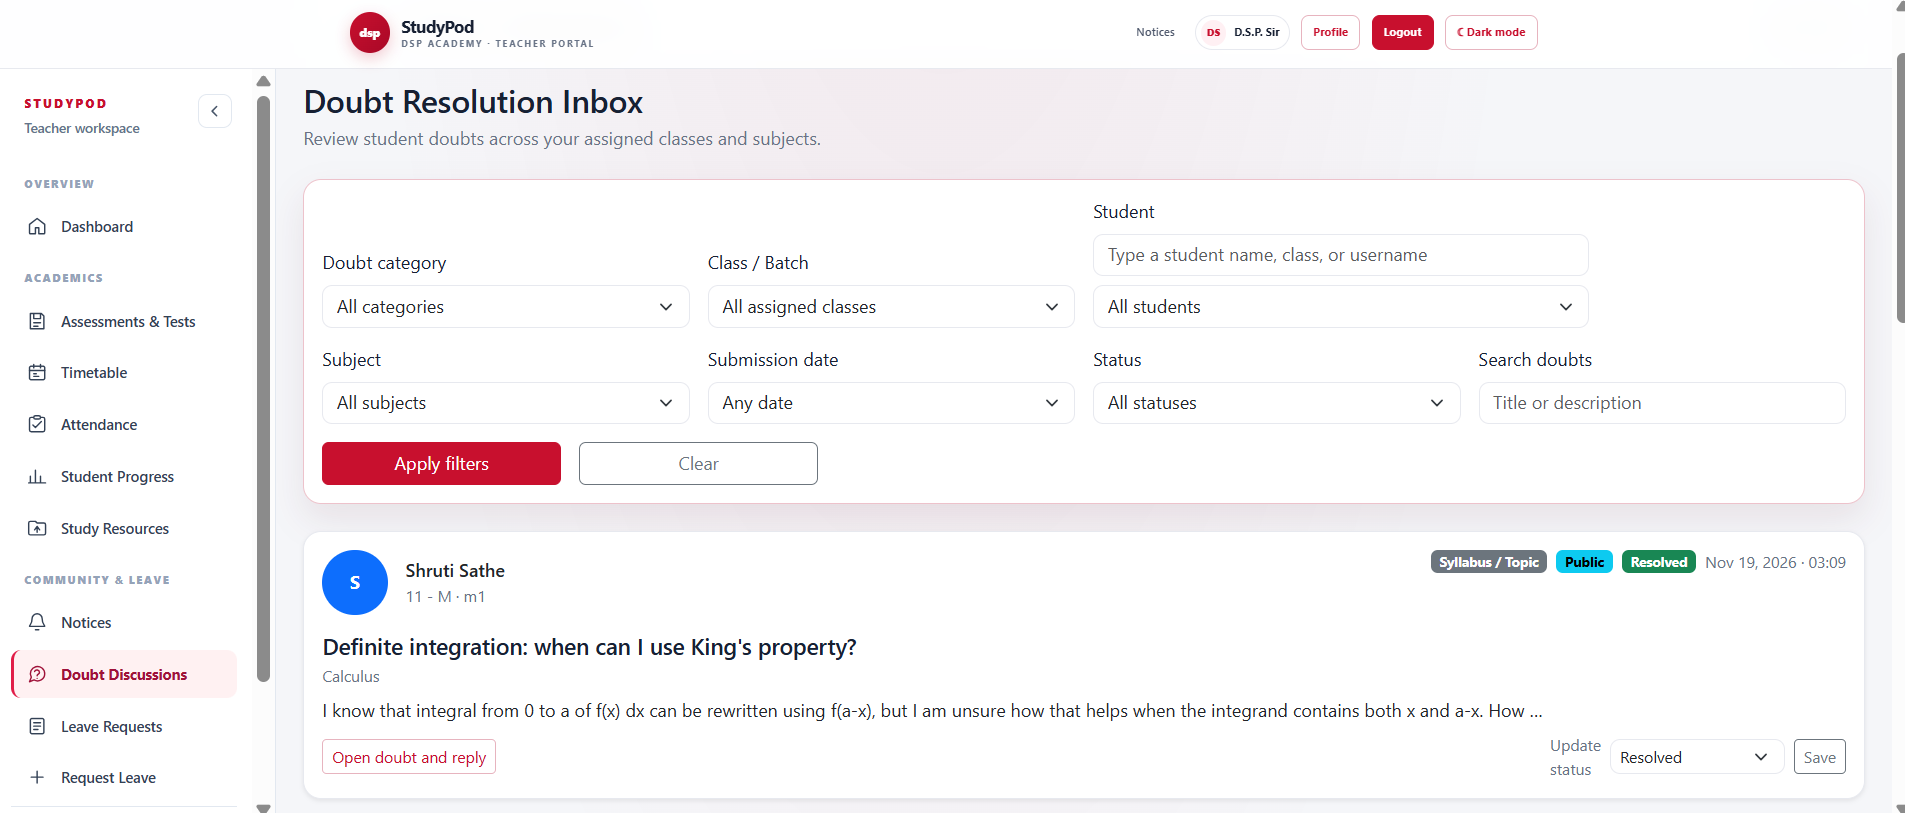 dsp
StudyPod
DSP ACADEMY · TEACHER PORTAL
Notices
DS
D.S.P. Sir
Profile
Logout
☾ Dark mode
STUDYPOD
Teacher workspace
OVERVIEW
Dashboard
ACADEMICS
Assessments & Tests
Timetable
Attendance
Student Progress
Study Resources
COMMUNITY & LEAVE
Notices
Doubt Discussions
Leave Requests
Request Leave
Doubt Resolution Inbox
Review student doubts across your assigned classes and subjects.
Doubt category
All categories
Class / Batch
All assigned classes
Student
Type a student name, class, or username
All students
Subject
All subjects
Submission date
Any date
Status
All statuses
Search doubts
Title or description
Apply filters
Clear
S
Shruti Sathe
11 - M · m1
Syllabus / Topic
Public
Resolved
Nov 19, 2026 · 03:09
Definite integration: when can I use King's property?
Calculus
I know that integral from 0 to a of f(x) dx can be rewritten using f(a-x), but I am unsure how that helps when the integrand contains both x and a-x. How ...
Open doubt and reply
Update
status
Resolved
Save